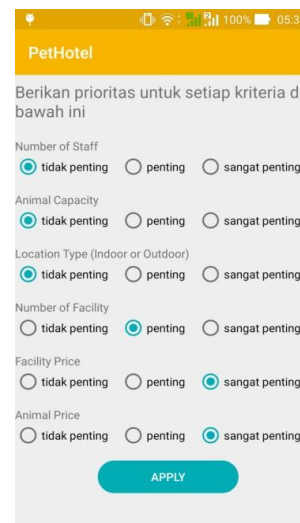 100% 05:3
PetHotel
Berikan prioritas untuk setiap kriteria d
bawah ini
Number of Staff
tidak penting penting sangat penting
Animal Capacity
tidak penting penting sangat penting
Location Type (Indoor or Outdoor)
tidak penting penting sangat penting
Number of Facility
tidak penting penting sangat penting
Facility Price
tidak penting penting sangat penting
Animal Price
tidak penting penting sangat penting
APPLY